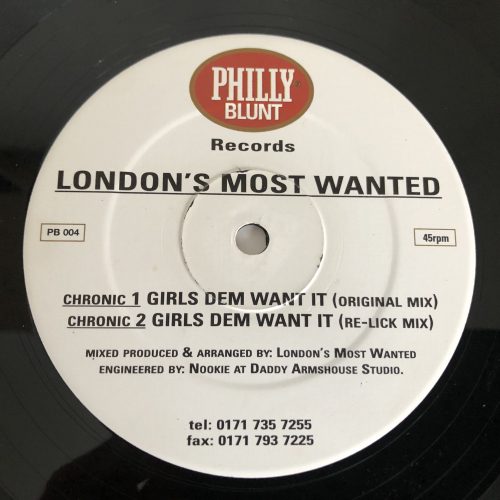 PHILLY®
BLUNT
Records
LONDON'S MOST WANTED
PB 004
45rpm
CHRONIC 1 GIRLS DEM WANT IT (ORIGINAL MIX)
CHRONIC 2 GIRLS DEM WANT IT (RE-LICK MIX)
MIXED PRODUCED & ARRANGED BY: LONDON'S MOST WANTED
ENGINEERED BY: NOOKIE AT DADDY ARMSHOUSE STUDIO.
tel: 0171 735 7255
fax: 0171 793 7225